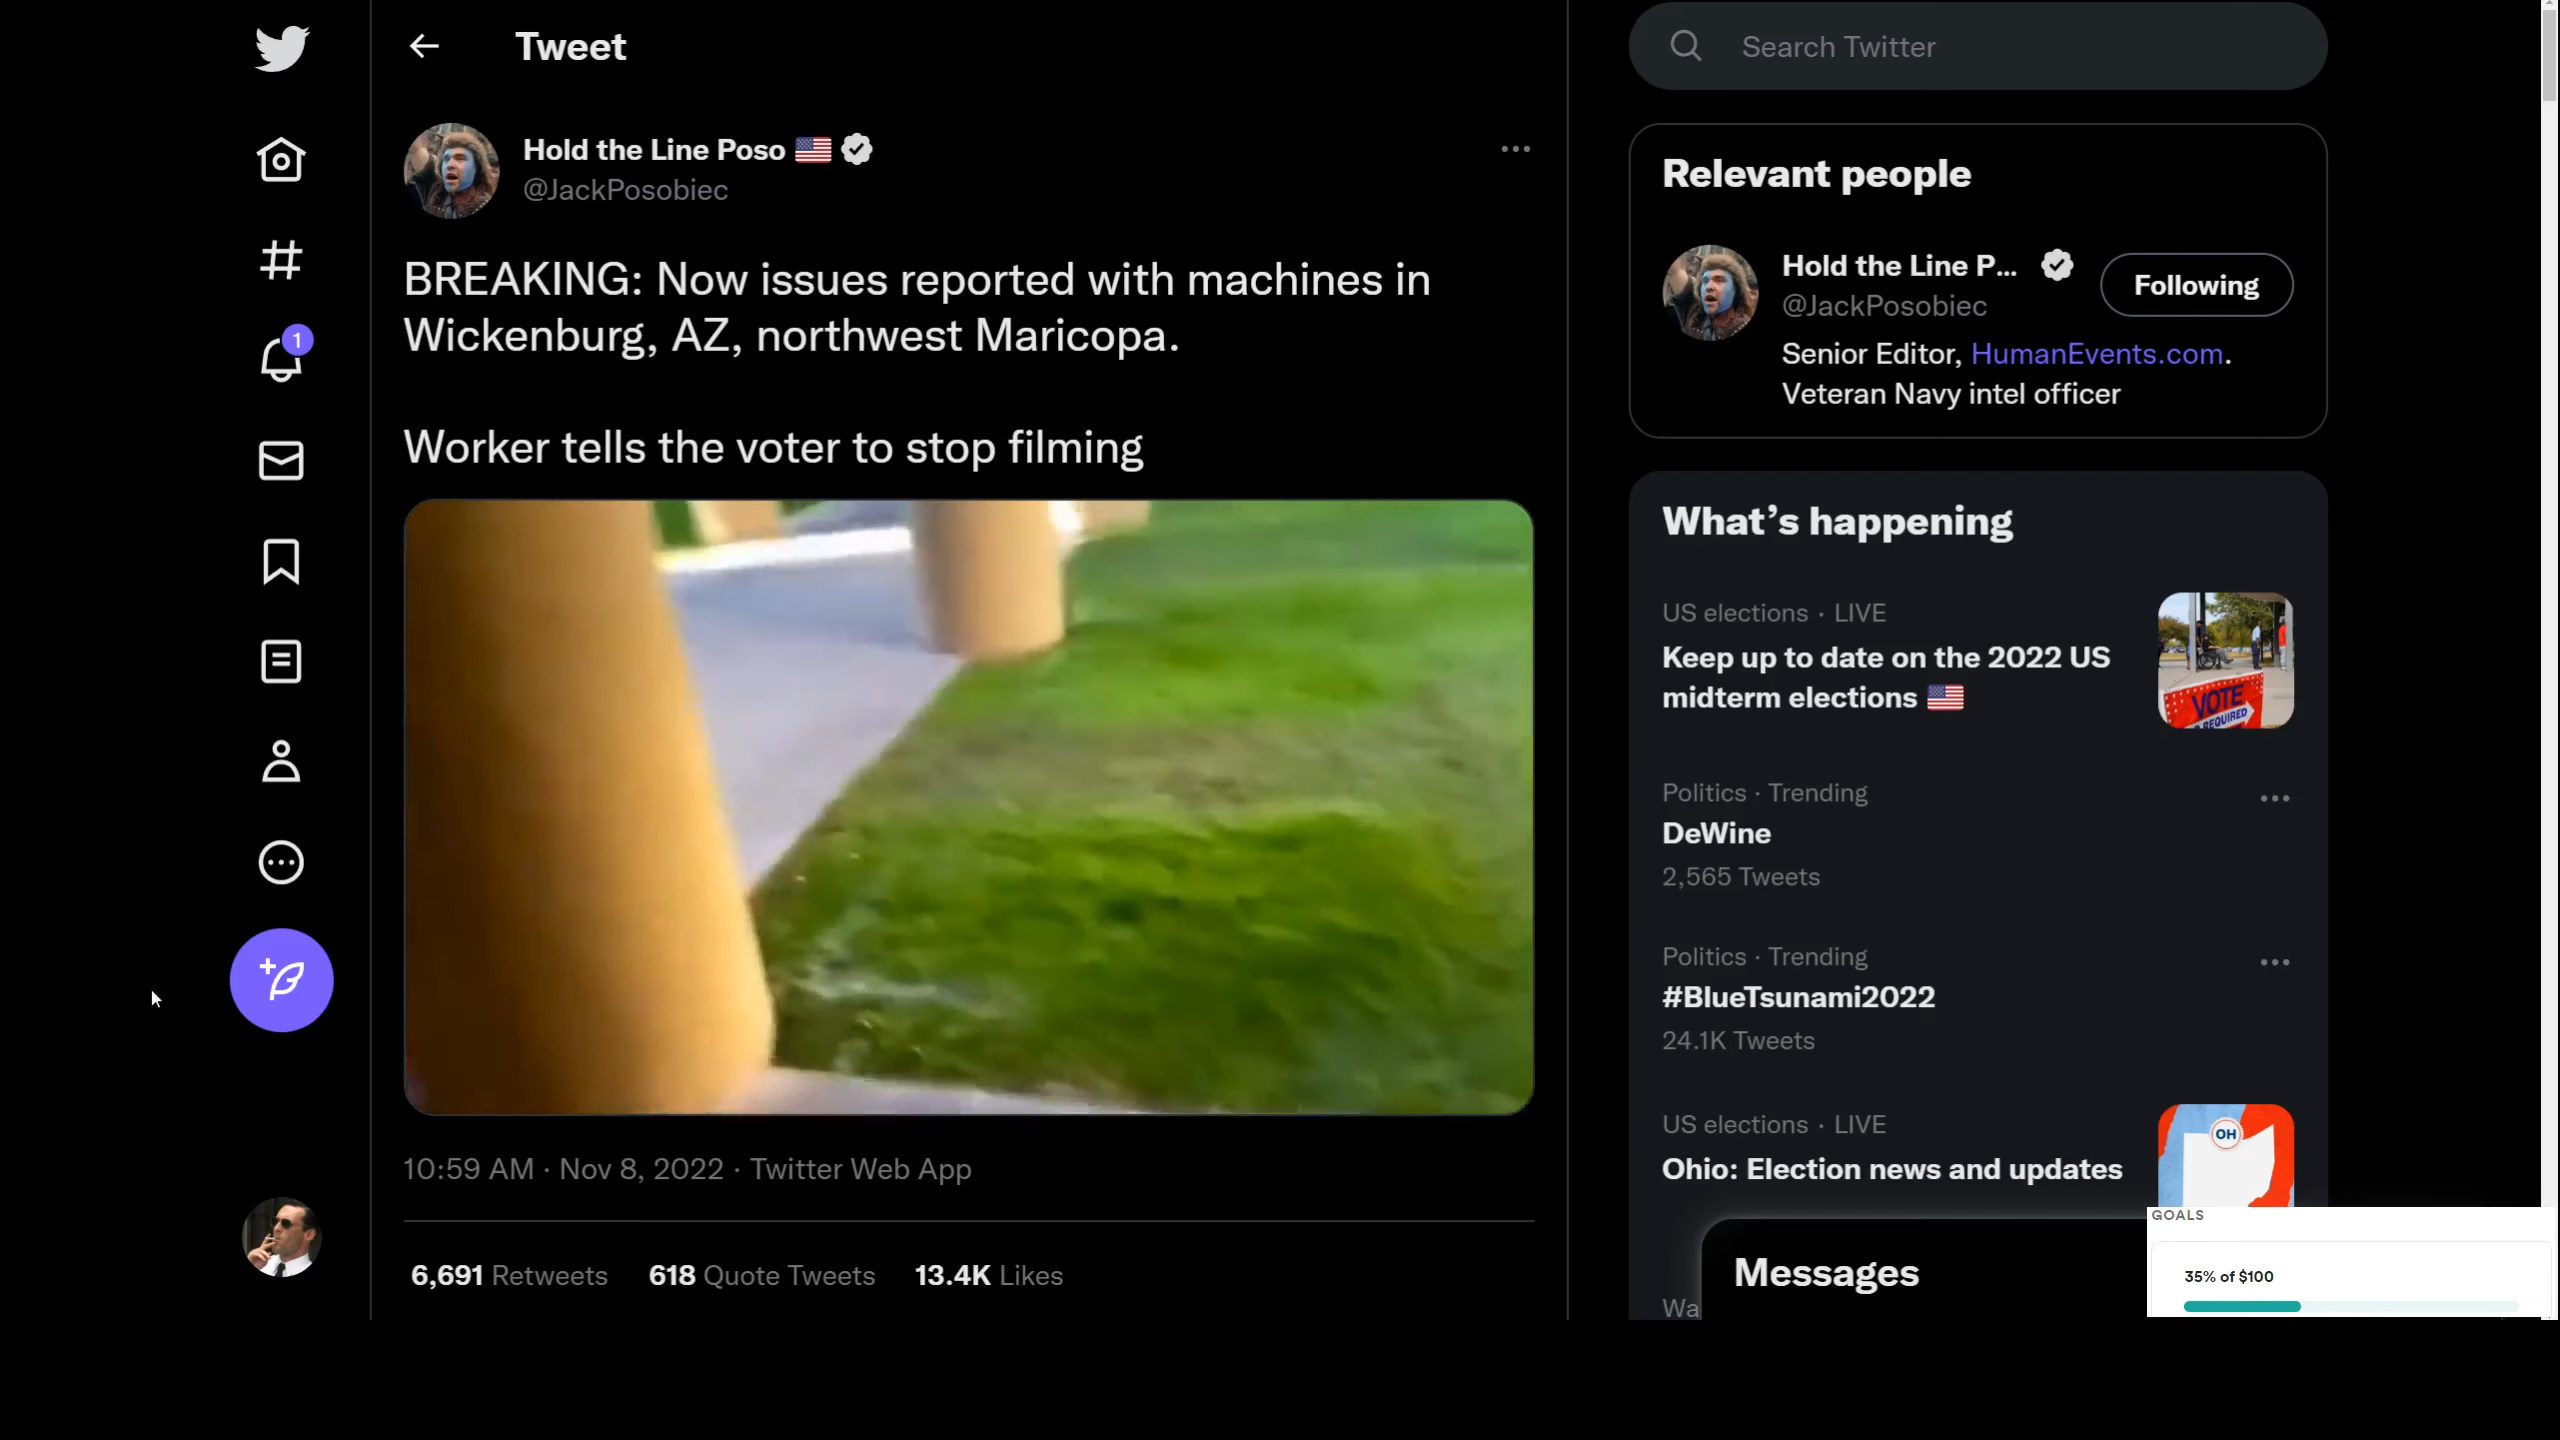 Tweet
Hold the Line Poso
@JackPosobiec
BREAKING: Now issues reported with machines in
Wickenburg, AZ, northwest Maricopa.
Worker tells the voter to stop filming
10:59 AM · Nov 8, 2022 · Twitter Web App
6,691 Retweets 618 Quote Tweets 13.4K Likes
1
Search Twitter
Relevant people
Hold the Line P...
@JackPosobiec
Following
Senior Editor, HumanEvents.com.
Veteran Navy intel officer
What's happening
US elections · LIVE
Keep up to date on the 2022 US
midterm elections
VOTE
REQUIRED
Politics · Trending
DeWine
2,565 Tweets
Politics · Trending
#BlueTsunami2022
24.1K Tweets
US elections · LIVE
Ohio: Election news and updates
OH
Wa
Messages
GOALS
35% of $100